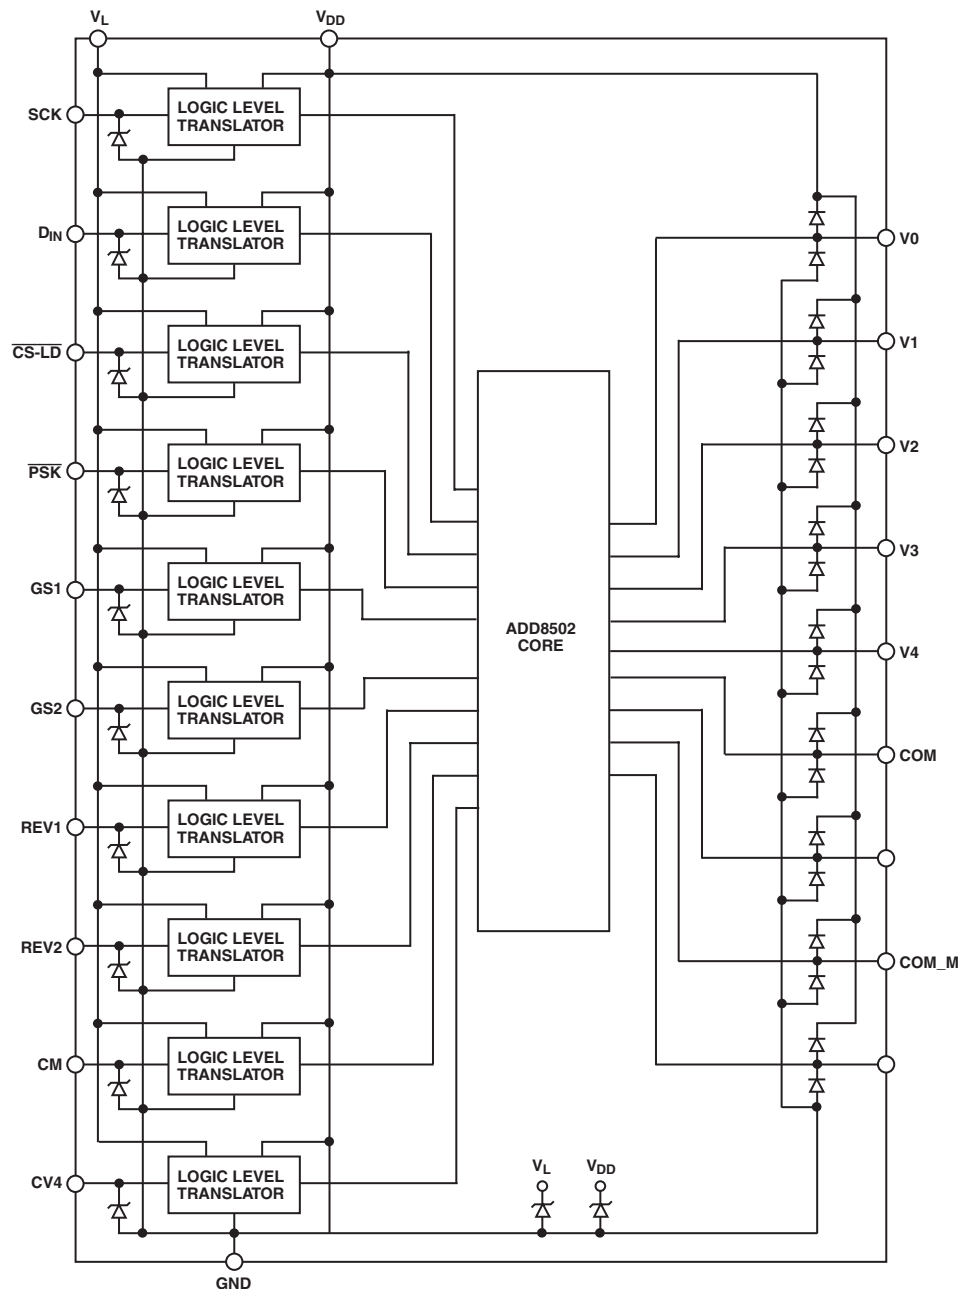 VL
VDD
SCK
LOGIC LEVEL
TRANSLATOR
DIN
LOGIC LEVEL
TRANSLATOR
V0
CS-LD
LOGIC LEVEL
TRANSLATOR
V1
PSK
LOGIC LEVEL
TRANSLATOR
V2
GS1
LOGIC LEVEL
TRANSLATOR
V3
ADD8502
CORE
V4
GS2
LOGIC LEVEL
TRANSLATOR
COM
REV1
LOGIC LEVEL
TRANSLATOR
REV2
LOGIC LEVEL
TRANSLATOR
COM_M
CM
LOGIC LEVEL
TRANSLATOR
CV4
LOGIC LEVEL
TRANSLATOR
VL
VDD
GND